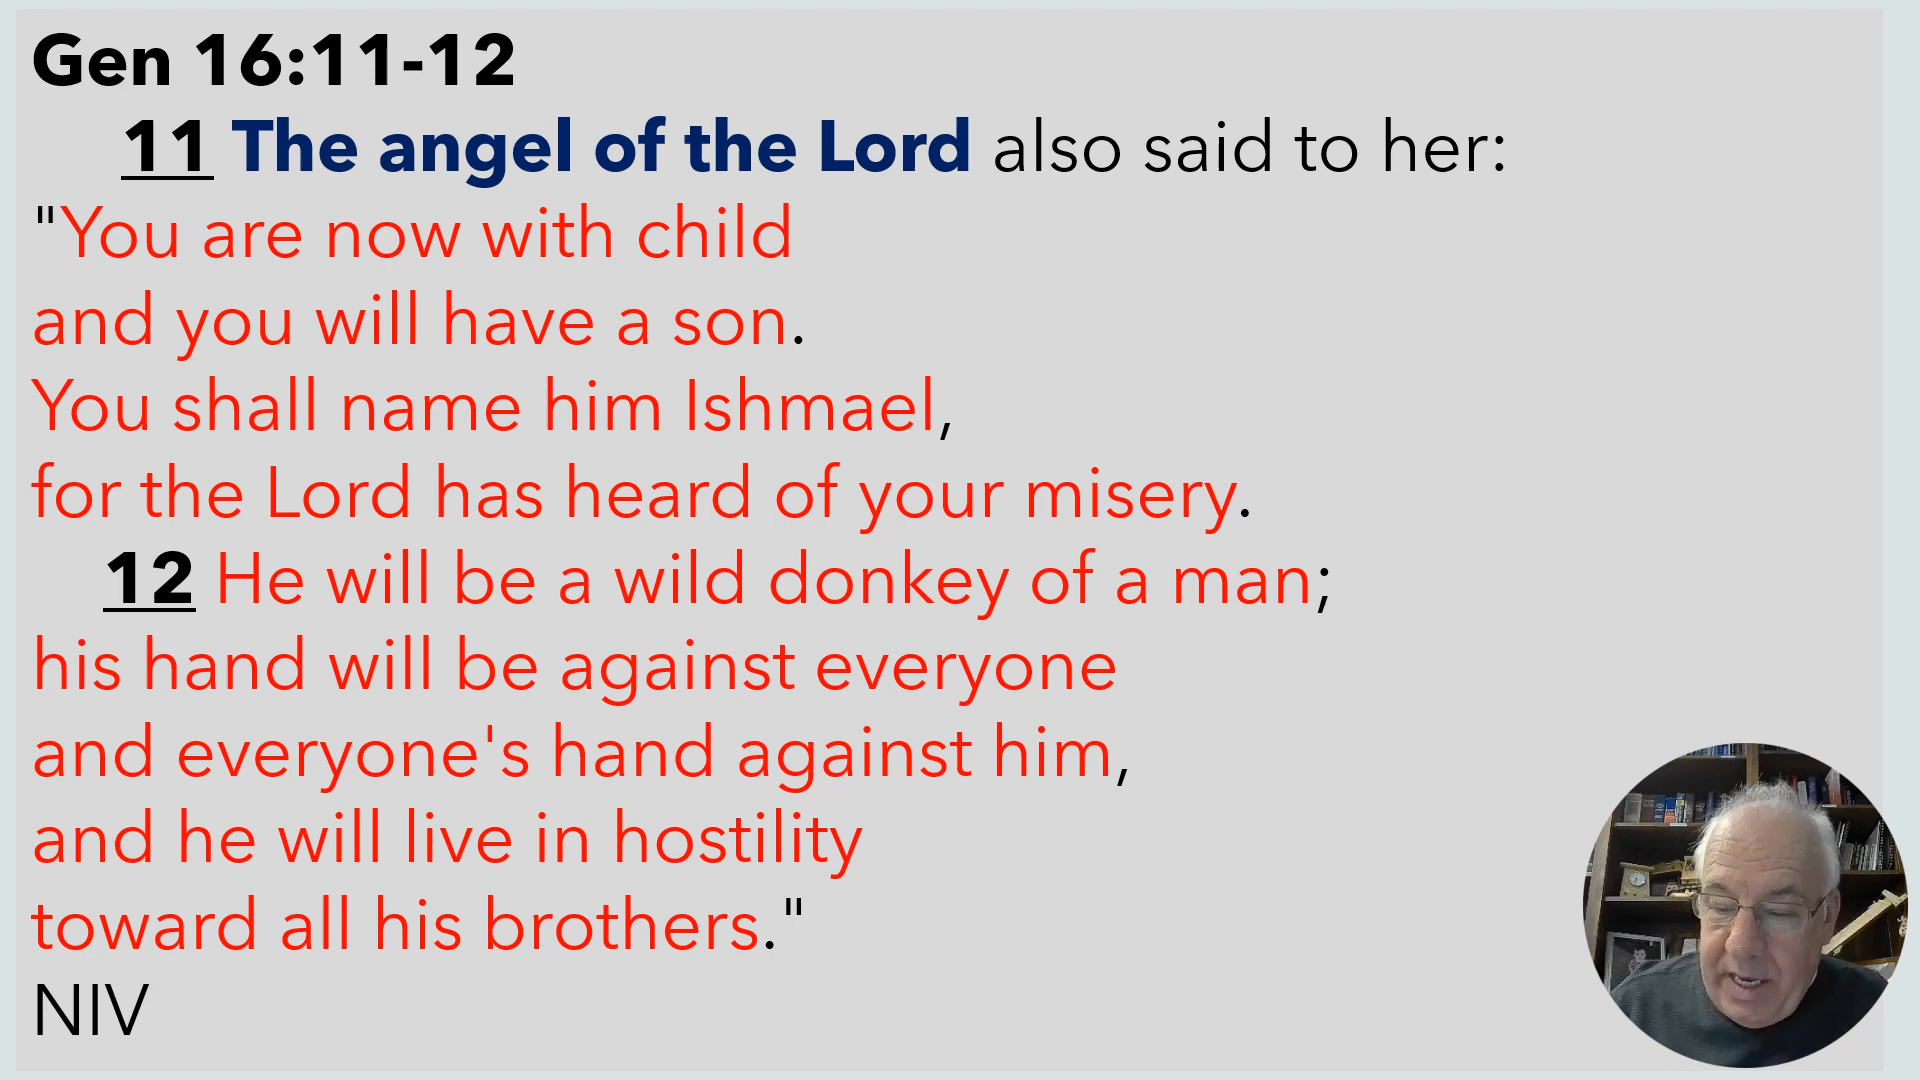 Gen 16:11-12
11 The angel of the Lord also said to her:
"You are now with child
and you will have a son.
You shall name him Ishmael,
for the Lord has heard of your misery.
12 He will be a wild donkey of a man;
his hand will be against everyone
and everyone's hand against him,
and he will live in hostility
toward all his brothers."
NIV